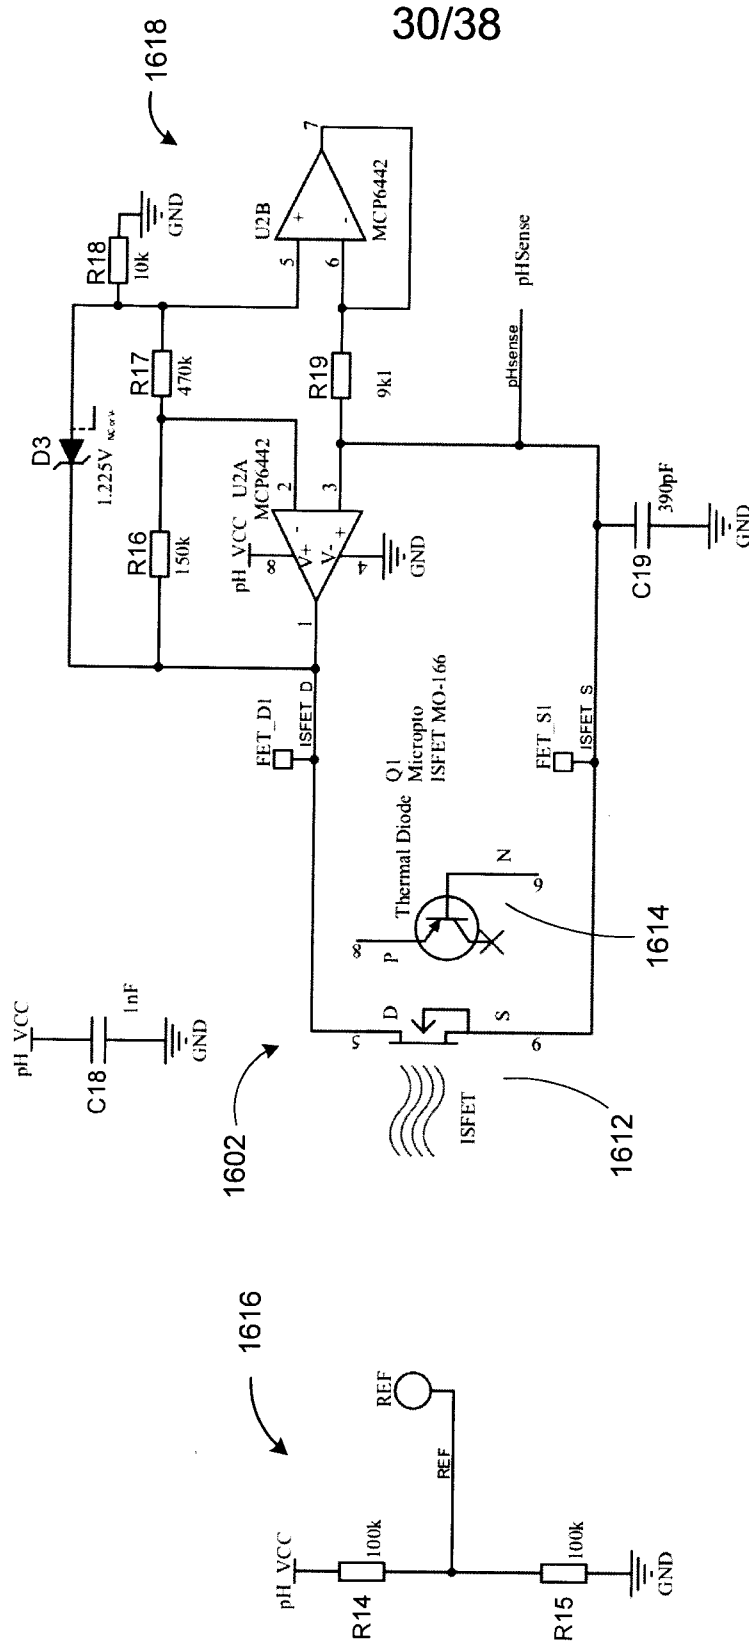 30/38
1618
R18
10k
GND
D3
1.225V
NC or V-
R17
470k
U2B
5
+
6
-
7
MCP6442
R16
150k
R19
9k1
U2A
MCP6442
2
3
-
+
V+
V-
pH_VCC
8
4
GND
1
pHsense
pHSense
C19
390pF
GND
FET_D1
ISFET_D
FET_S1
ISFET_S
Q1
Micropto
ISFET MO-166
Thermal Diode
8
P
N
6
1614
5
D
S
9
ISFET
1612
1602
pH_VCC
C18
1nF
GND
1616
REF
REF
pH_VCC
R14
100k
R15
100k
GND